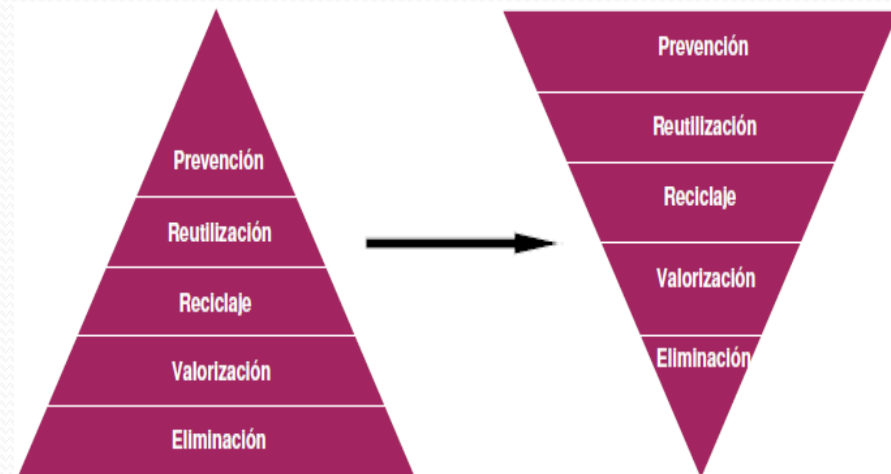 Prevención
Reutilización
Reciclaje
Valorización
Eliminación
Prevención
Reutilización
Reciclaje
Valorización
Eliminación